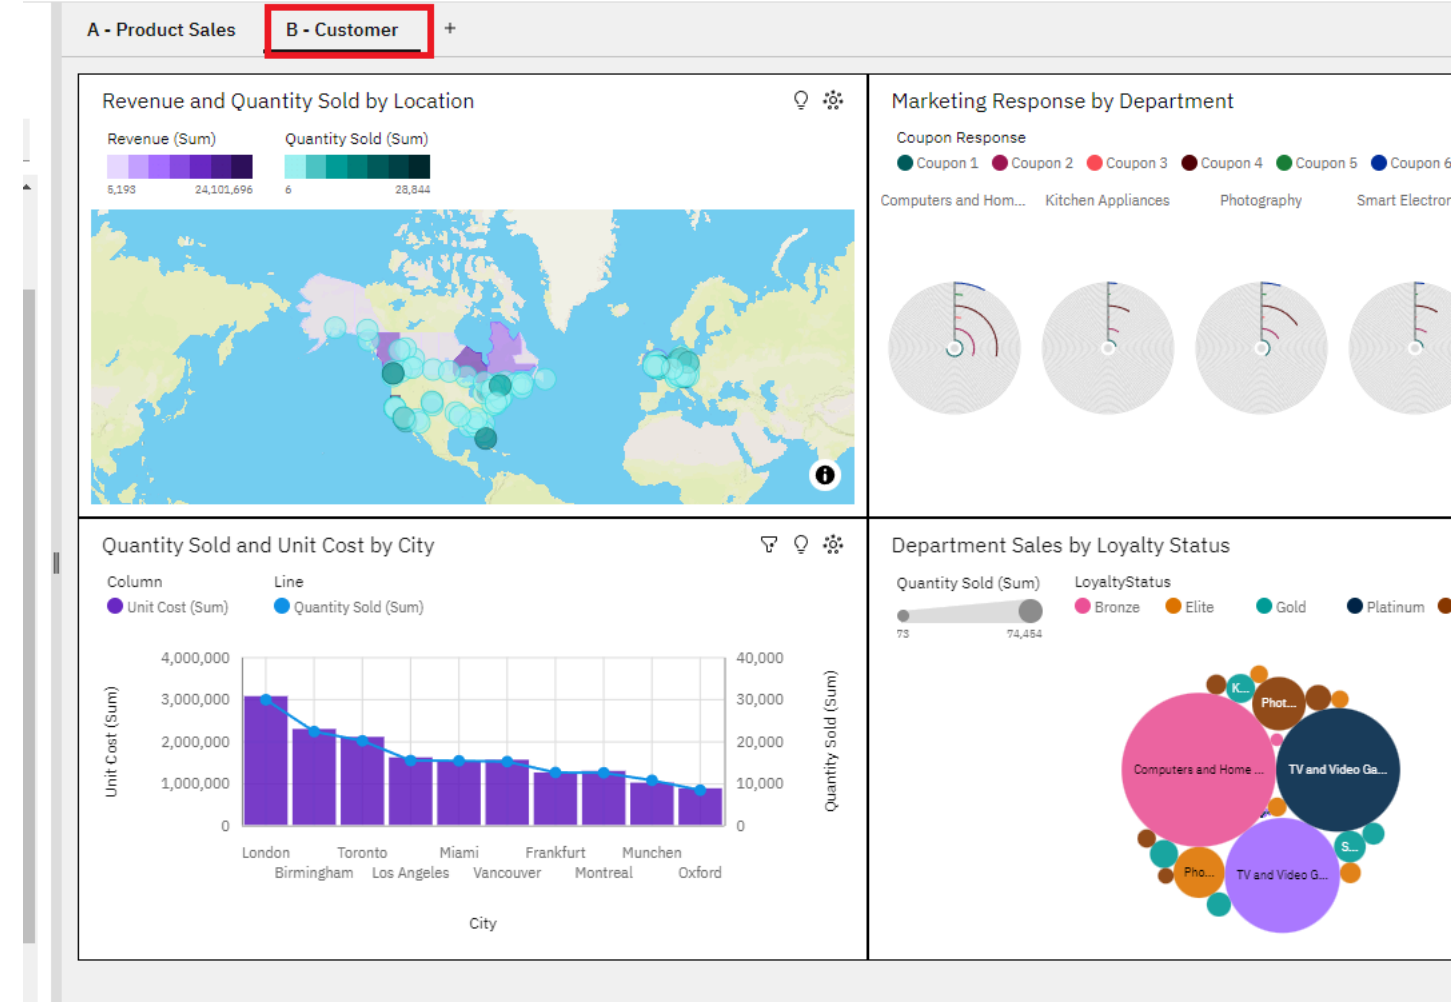 A - Product Sales B - Customer +
Revenue and Quantity Sold by Location
Revenue (Sum) Quantity Sold (Sum)
5,193 24,101,696 6 28,844
Marketing Response by Department
Coupon Response
Coupon 1 Coupon 2 Coupon 3 Coupon 4 Coupon 5 Coupon 6
Computers and Hom... Kitchen Appliances Photography Smart Electron
Quantity Sold and Unit Cost by City
Column Line
Unit Cost (Sum) Quantity Sold (Sum)
Unit Cost (Sum)
4,000,000
3,000,000
2,000,000
1,000,000
0
40,000
30,000
20,000
10,000
0
Quantity Sold (Sum)
London Toronto Miami Frankfurt Munchen
Birmingham Los Angeles Vancouver Montreal Oxford
City
Department Sales by Loyalty Status
Quantity Sold (Sum) LoyaltyStatus
Bronze Elite Gold Platinum
73 74,454
K...
Phot...
Computers and Home ... TV and Video Ga...
S...
Pho... TV and Video G...